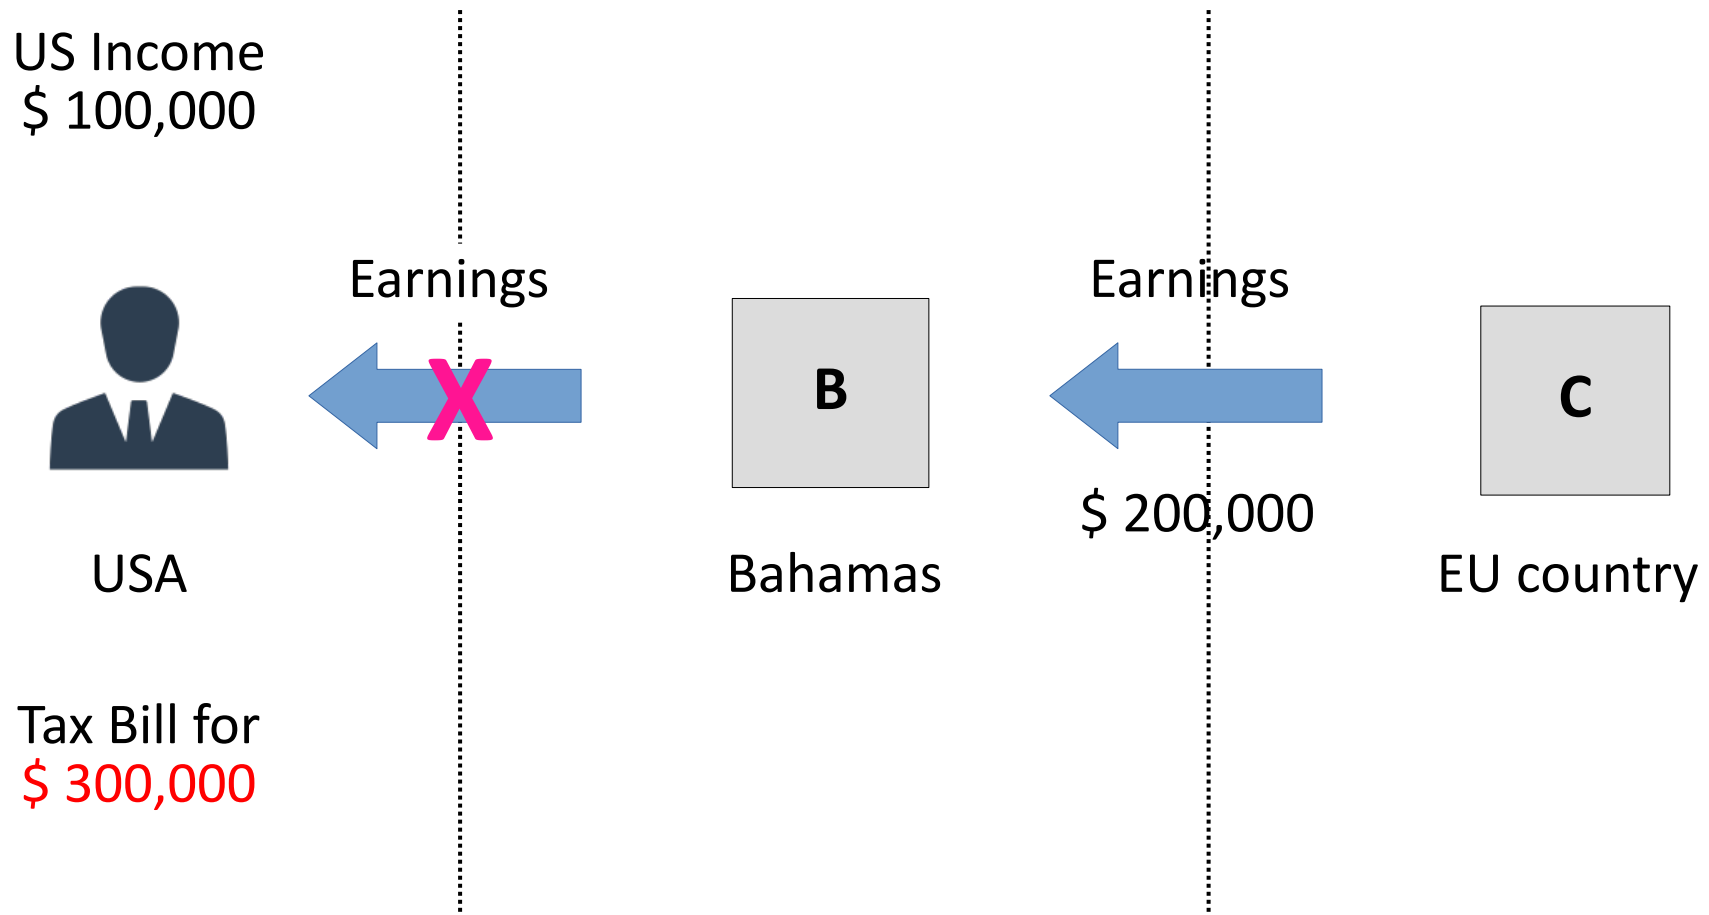 US Income
$ 100,000
Earnings
Earnings
X
B
C
$ 200,000
USA
Bahamas
EU country
Tax Bill for
$ 300,000